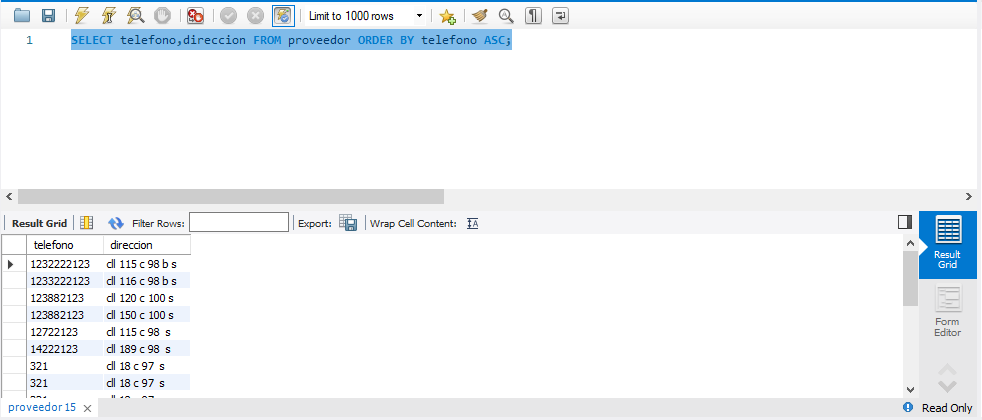 Limit to 1000 rows
1 SELECT telefono,direccion FROM proveedor ORDER BY telefono ASC;
Result Grid Filter Rows: Export: Wrap Cell Content:
telefono direccion
1232222123 cll 115 c 98 b s
1233222123 cll 116 c 98 b s
123882123 cll 120 c 100 s
123882123 cll 150 c 100 s
12722123 cll 115 c 98 s
14222123 cll 189 c 98 s
321 cll 18 c 97 s
321 cll 18 c 97 s
Result
Grid
Form
Editor
proveedor 15
Read Only